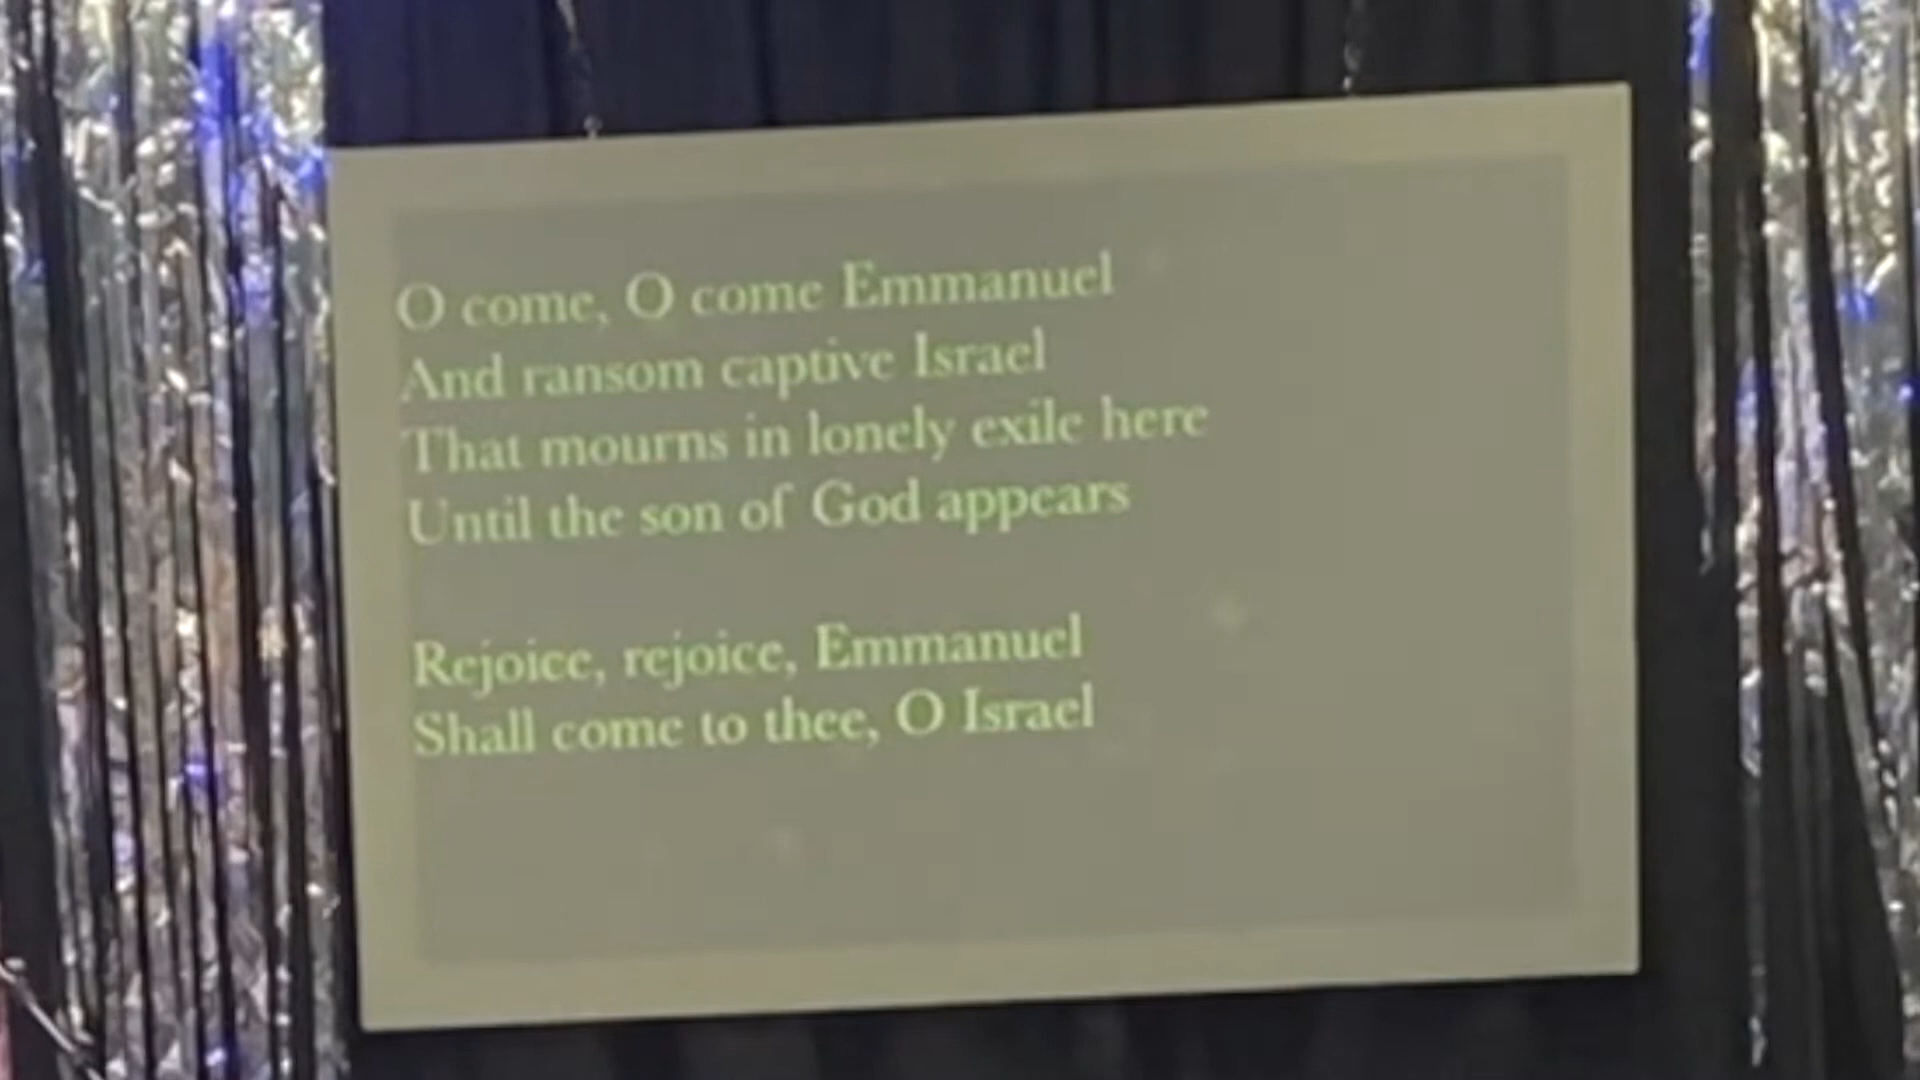 O come, O come Emmanuel
And ransom captive Israel
That mourns in lonely exile here
Until the son of God appears
Rejoice, rejoice, Emmanuel
Shall come to thee, O Israel